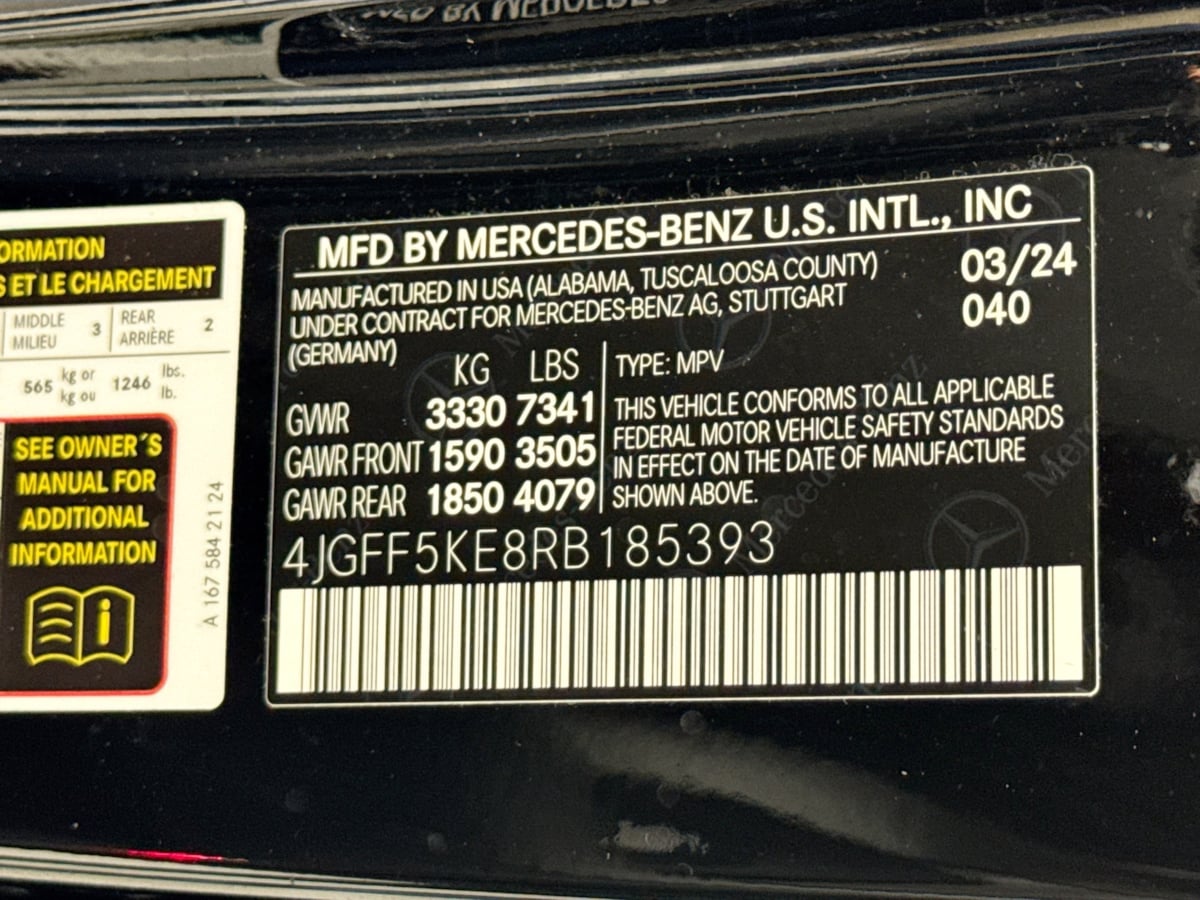 ORMATION
S ET LE CHARGEMENT
MIDDLE
MILIEU
3
REAR
ARRIÈRE
2
565 kg or
kg ou
1246 lbs.
lb.
SEE OWNER´S
MANUAL FOR
ADDITIONAL
INFORMATION
A 167 584 21 24
MFD BY MERCEDES-BENZ U.S. INTL., INC
MANUFACTURED IN USA (ALABAMA, TUSCALOOSA COUNTY)
UNDER CONTRACT FOR MERCEDES-BENZ AG, STUTTGART
(GERMANY)
03/24
040
KG LBS
GVWR 3330 7341
GAWR FRONT 1590 3505
GAWR REAR 1850 4079
TYPE: MPV
THIS VEHICLE CONFORMS TO ALL APPLICABLE
FEDERAL MOTOR VEHICLE SAFETY STANDARDS
IN EFFECT ON THE DATE OF MANUFACTURE
SHOWN ABOVE.
4JGFF5KE8RB185393